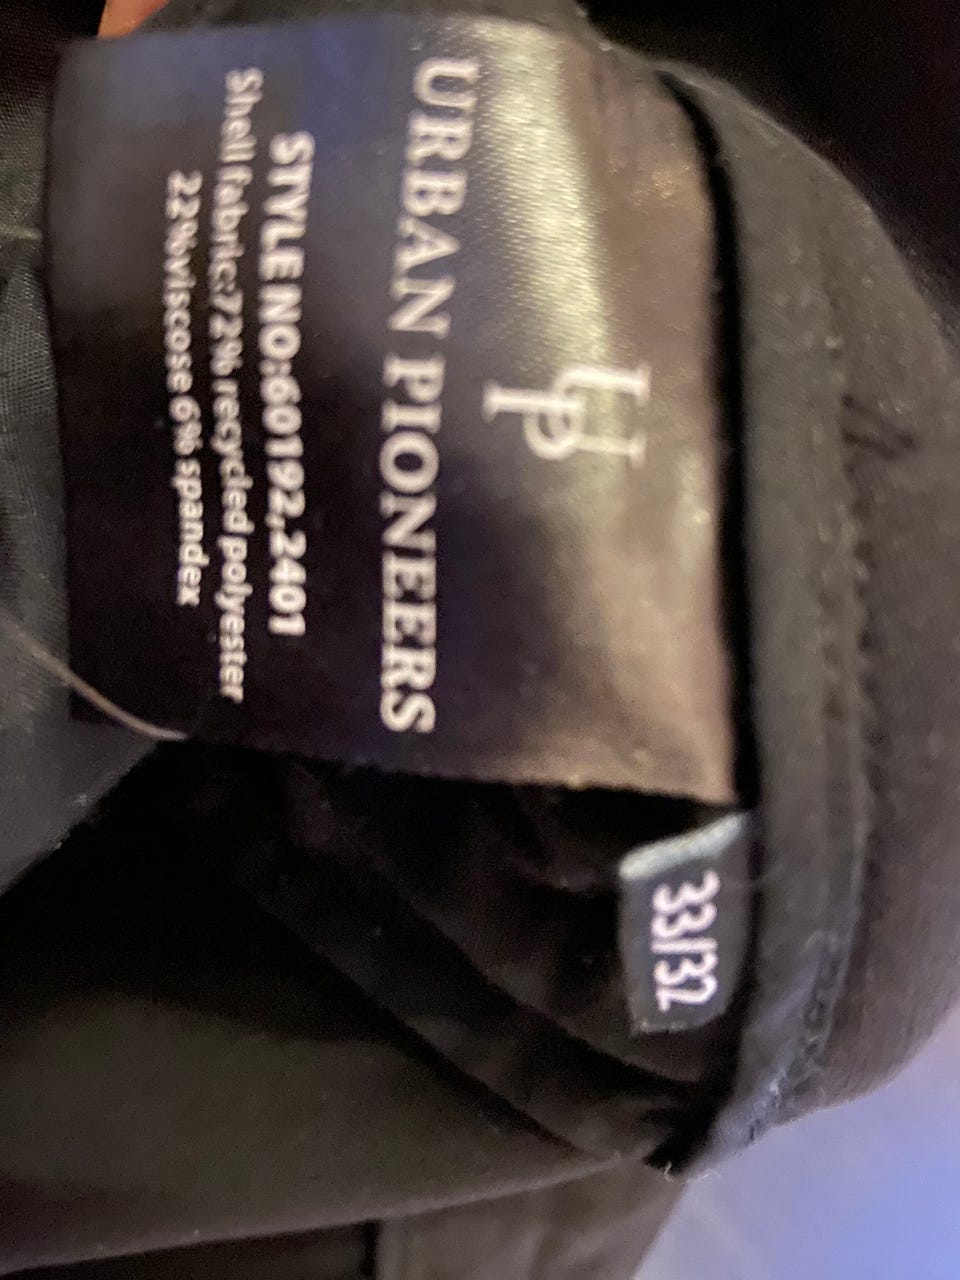 UP
URBAN PIONEERS
STYLE NO:60192,2401
Shell fabric:72% recycled polyester
22%viscose 6% spandex
33/32